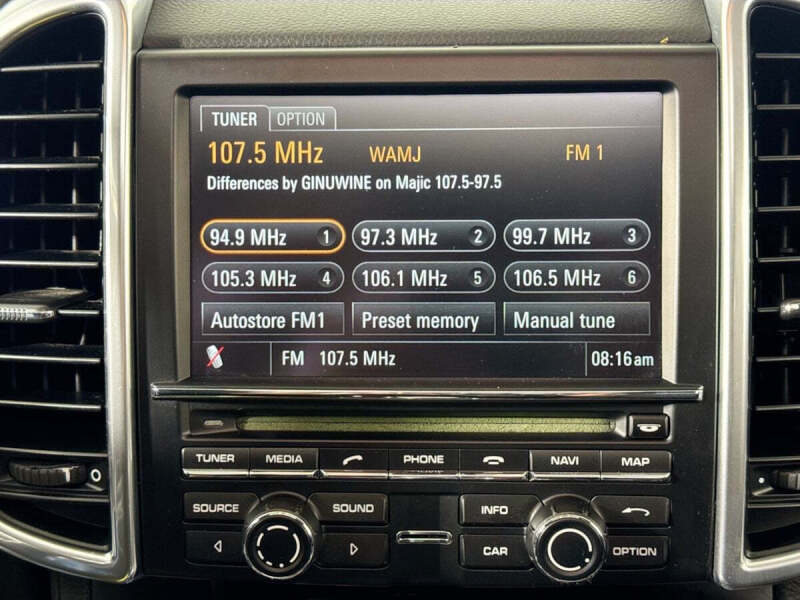 TUNER OPTION
107.5 MHz WAMJ FM 1
Differences by GINUWINE on Majic 107.5-97.5
94.9 MHz 1 97.3 MHz 2 99.7 MHz 3
105.3 MHz 4 106.1 MHz 5 106.5 MHz 6
Autostore FM1 Preset memory Manual tune
FM 107.5 MHz 08:16am
TUNER MEDIA PHONE NAVI MAP
SOURCE SOUND INFO
CAR OPTION